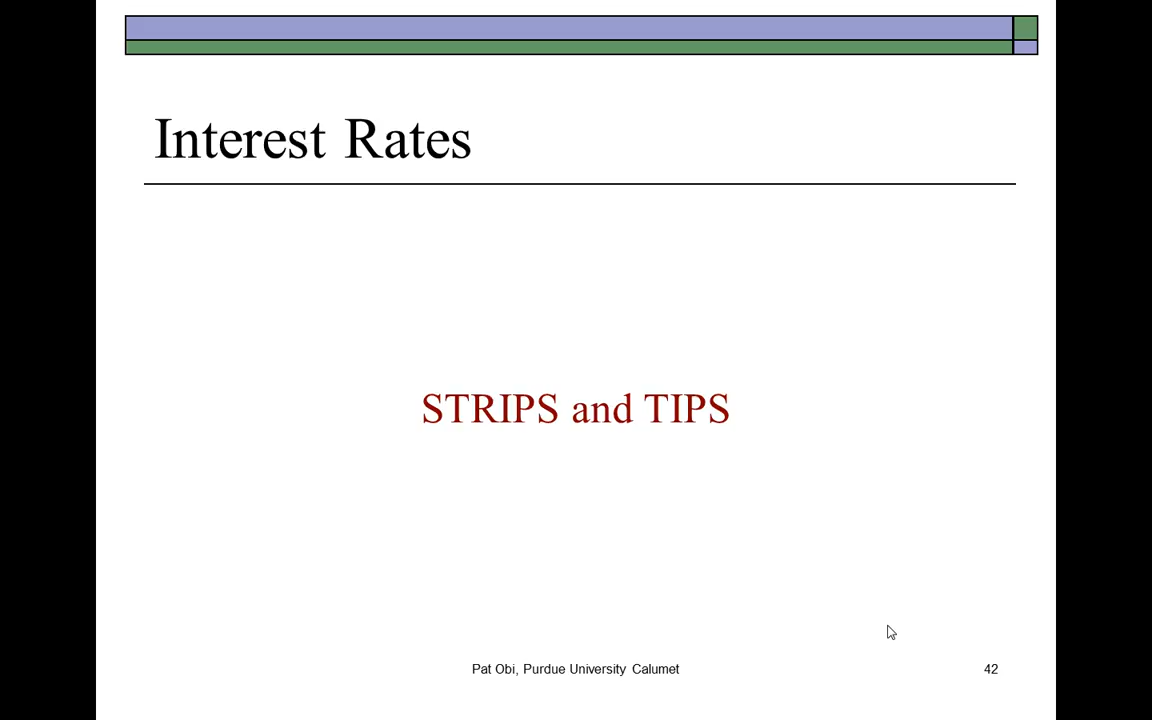 Interest Rates
STRIPS and TIPS
Pat Obi, Purdue University Calumet
42